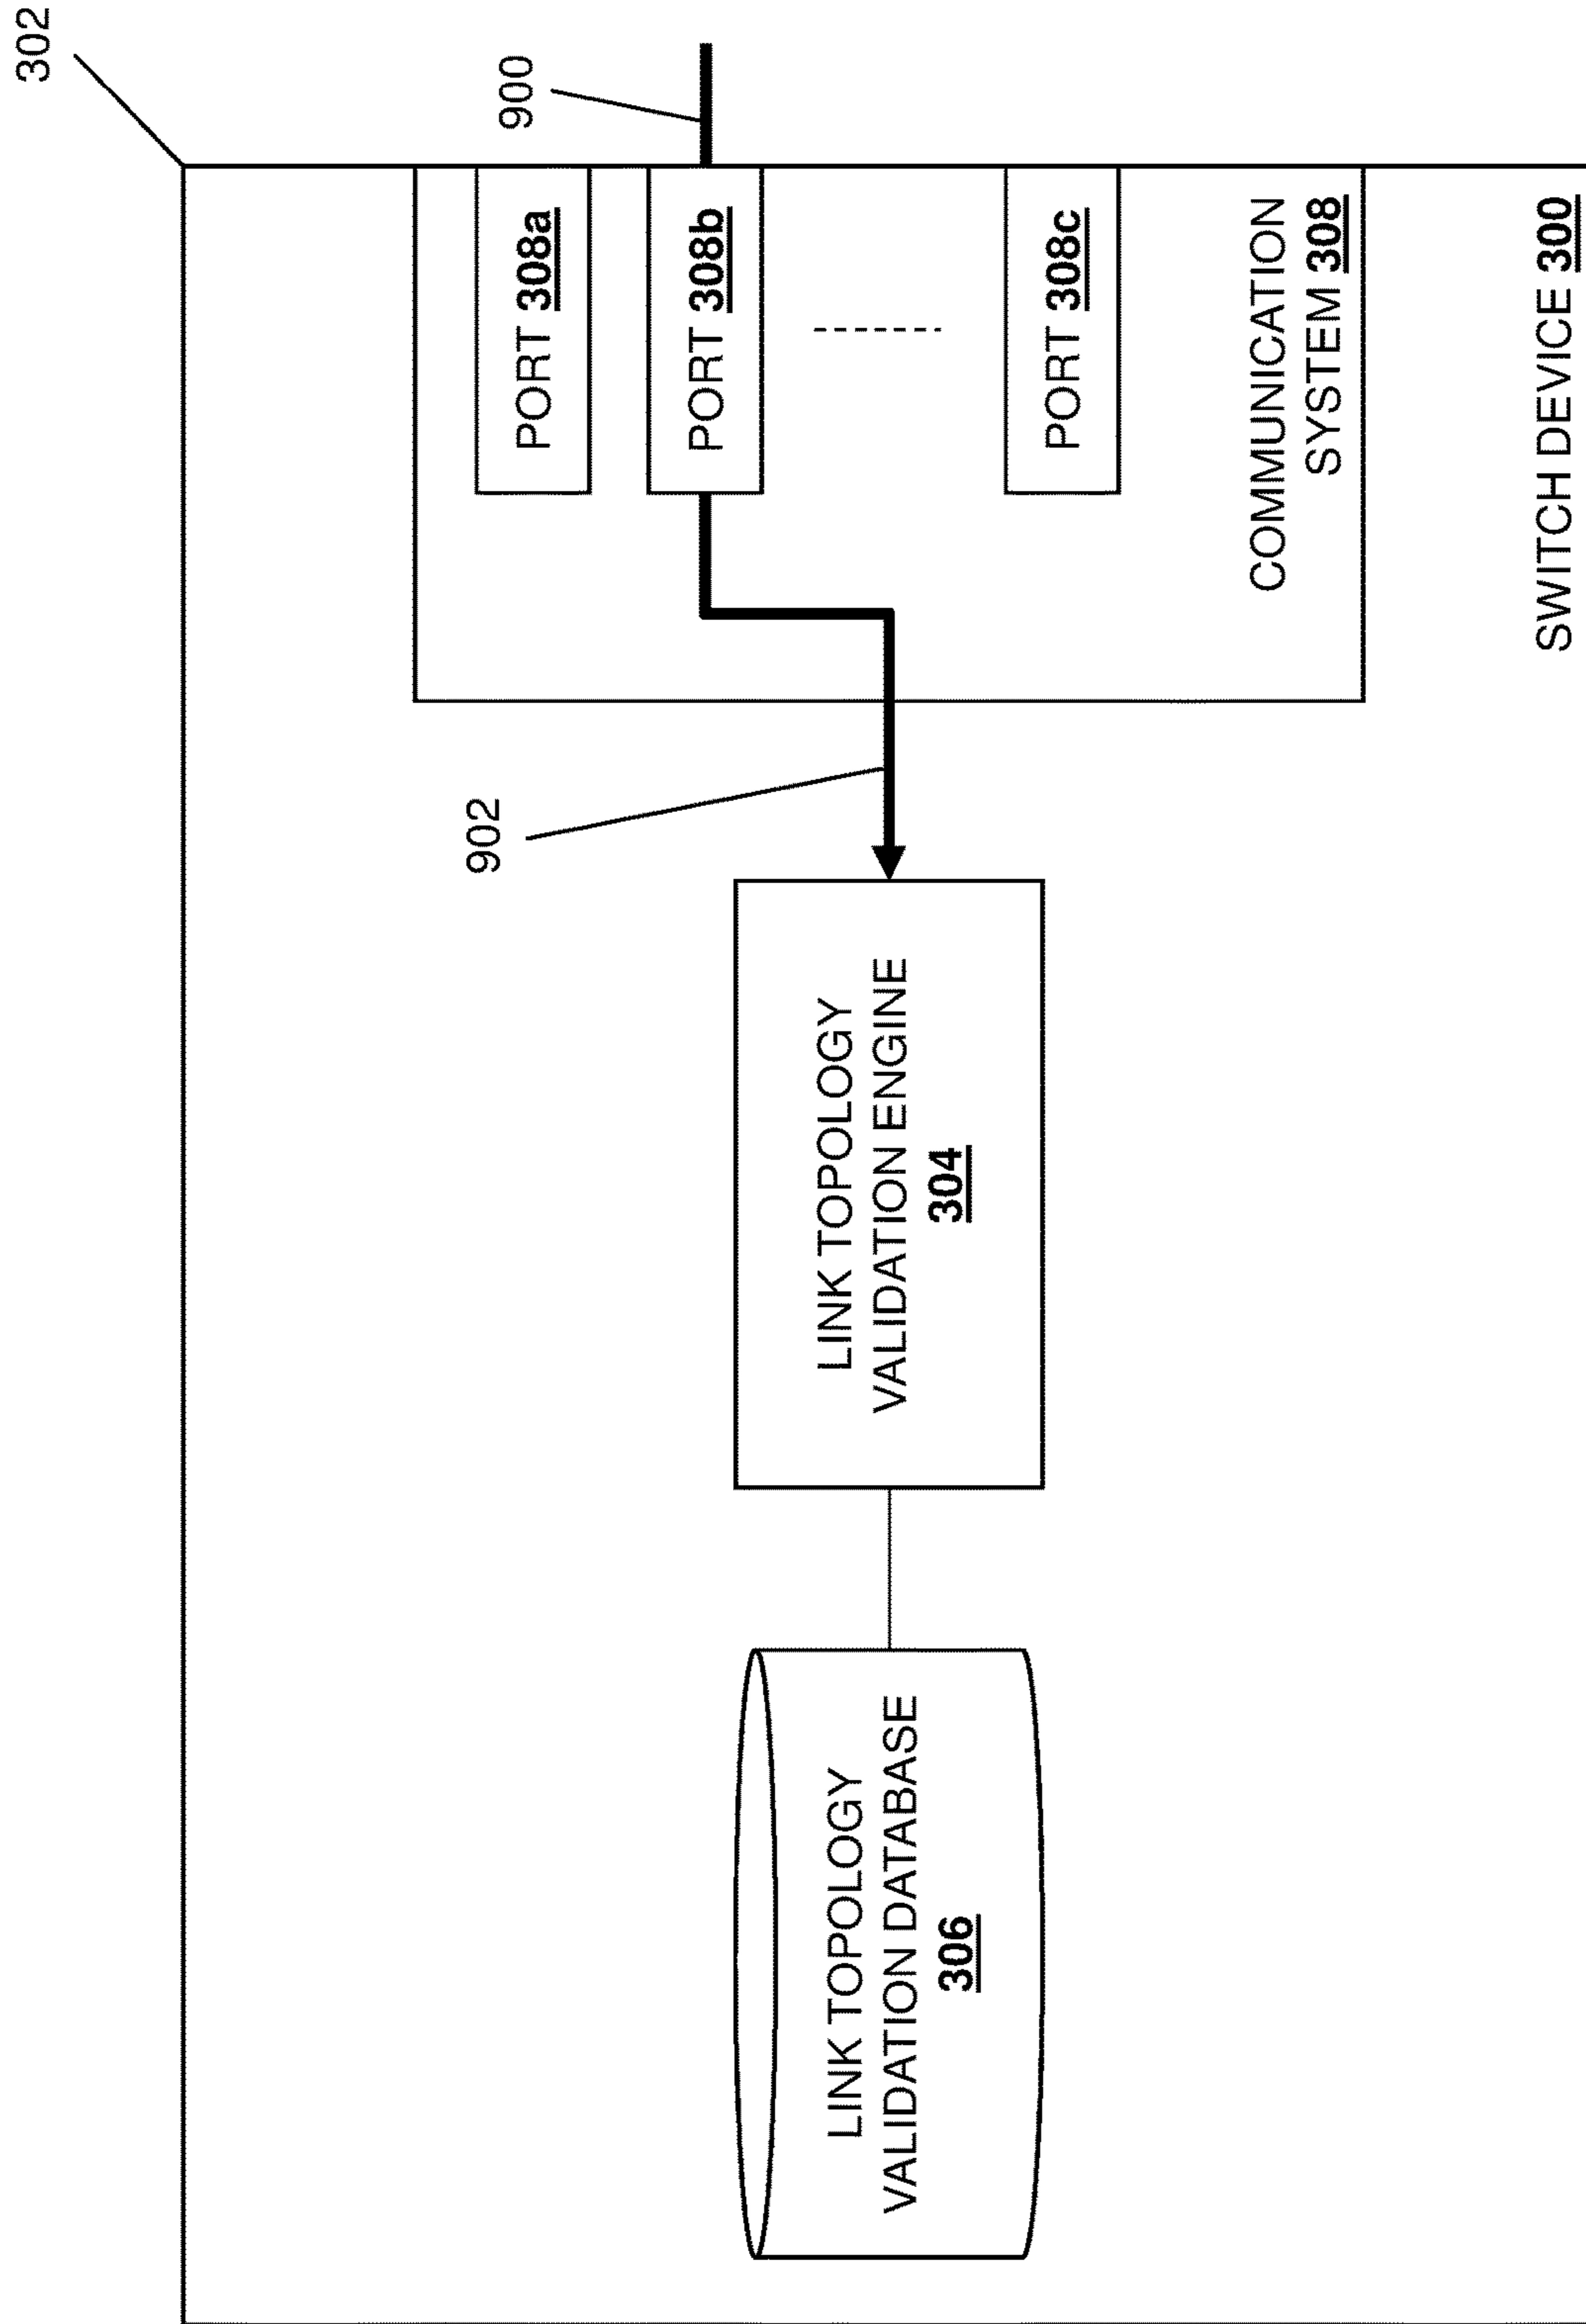 302
900
902
PORT 308a
PORT 308b
LINK TOPOLOGY
VALIDATION DATABASE
306
LINK TOPOLOGY
VALIDATION ENGINE
304
PORT 308c
COMMUNICATION
SYSTEM 308
SWITCH DEVICE 300